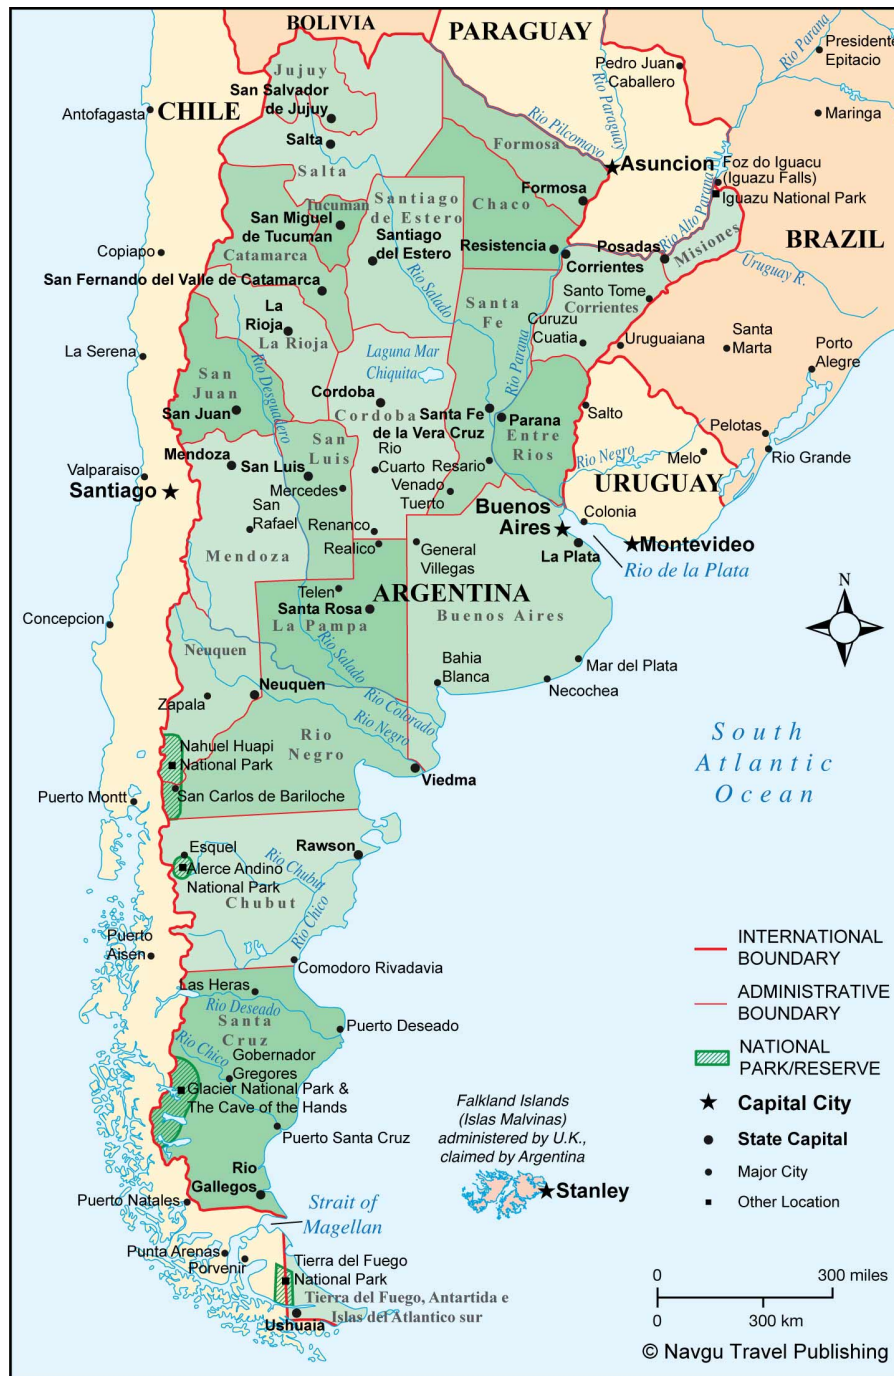 BOLIVIA
PARAGUAY
Rio Parana
Presidente
Epitacio
Pedro Juan
Caballero
Jujuy
San Salvador
de Jujuy
CHILE
Antofagasta
Rio Paraguay
Rio Pilcomayo
Maringa
Salta
Formosa
Asuncion
Foz do Iguacu
(Iguazu Falls)
Iguazu National Park
Salta
Formosa
Chaco
Rio Alto Parana
Tucuman
San Miguel
de Tucuman
Santiago
de Estero
Santiago
del Estero
Resistencia
Corrientes
Posadas
Misiones
BRAZIL
Copiapo
Catamarca
San Fernando del Valle de Catamarca
Rio Salado
Santo Tome
Corrientes
Uruguay R.
La
Rioja
La Rioja
Santa
Fe
Curuzu
Cuatia
Uruguaiana
Santa
Marta
Porto
Alegre
La Serena
Laguna Mar
Chiquita
Rio Parana
San
Juan
San Juan
Rio Desguadero
Cordoba
Cordoba
Santa Fe
de la Vera Cruz
Parana
Entre
Rios
Salto
Pelotas
Rio Grande
Mendoza
San Luis
San
Luis
Rio
Cuarto
Resario
Venado
Tuerto
Rio Negro
Melo
Valparaiso
Santiago
Mercedes
URUGUAY
San
Rafael
Renanco
Realico
Buenos
Aires
Colonia
Mendoza
General
Villegas
La Plata
Montevideo
Rio de la Plata
Telen
Santa Rosa
La Pampa
ARGENTINA
Buenos Aires
N
Concepcion
Neuquen
Rio Salado
Bahia
Blanca
Mar del Plata
Necochea
Zapala
Neuquen
Rio Colorado
Rio Negro
Rio
Negro
South
Atlantic
Ocean
Nahuel Huapi
National Park
Viedma
Puerto Montt
San Carlos de Bariloche
Esquel
Alerce Andino
National Park
Rawson
Rio Chubut
Chubut
Rio Chico
Puerto
Aisen
Comodoro Rivadavia
INTERNATIONAL
BOUNDARY
Las Heras
Rio Deseado
Santa
Cruz
Puerto Deseado
ADMINISTRATIVE
BOUNDARY
Rio Chico
Gobernador
Gregores
Glacier National Park &
The Cave of the Hands
NATIONAL
PARK/RESERVE
Falkland Islands
(Islas Malvinas)
administered by U.K.,
claimed by Argentina
Capital City
Puerto Santa Cruz
State Capital
Rio
Gallegos
Stanley
Major City
Puerto Natales
Strait of
Magellan
Other Location
Punta Arenas
Porvenir
Tierra del Fuego
National Park
Tierra del Fuego, Antartida e
Islas del Atlantico sur
Ushuaia
0
300 miles
0
300 km
© Navgu Travel Publishing